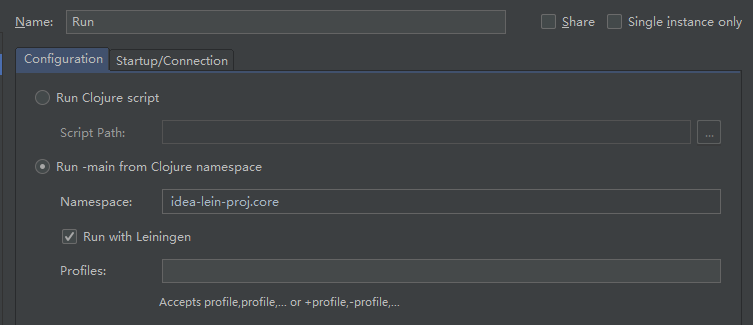 Name: Run Share Single instance only
Configuration Startup/Connection
Run Clojure script
Script Path: ...
Run -main from Clojure namespace
Namespace: idea-lein-proj.core
Run with Leiningen
Profiles:
Accepts profile,profile,... or +profile,-profile,...